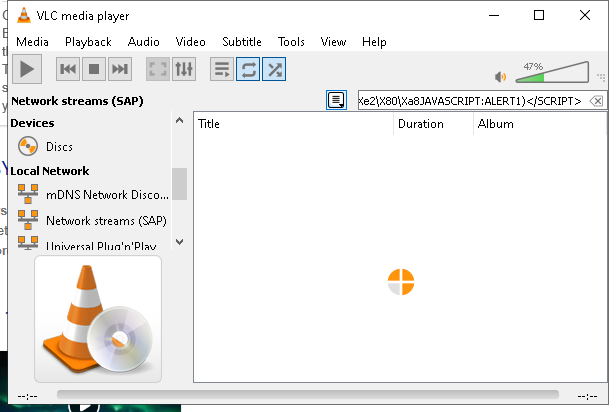 VLC media player
Media Playback Audio Video Subtitle Tools View Help
47%
Network streams (SAP)
Xe2\X80\Xa8JAVASCRIPT:ALERT1)</SCRIPT>
Devices
Discs
Local Network
mDNS Network Disco...
Network streams (SAP)
Universal Plug'n'Play
Title Duration Album
--:-- --:--